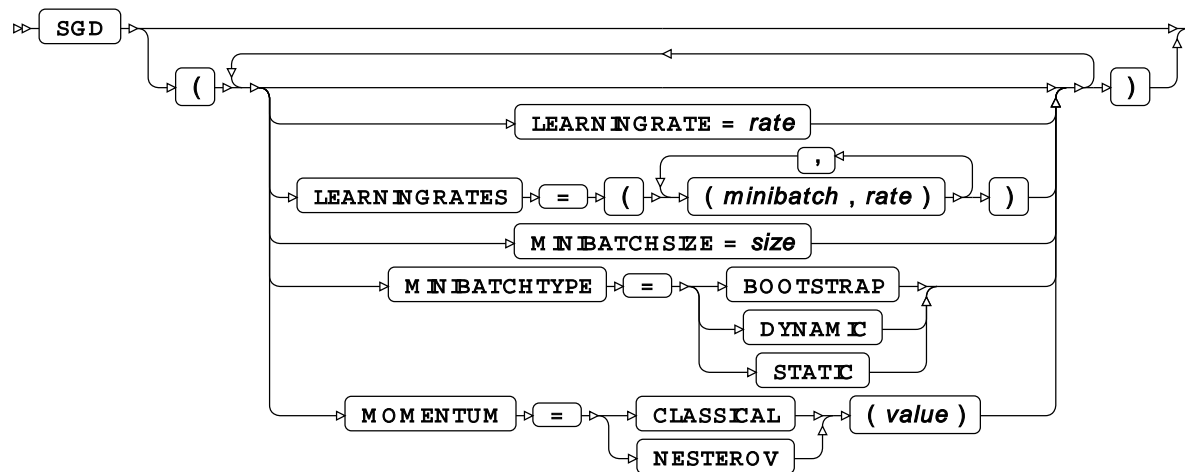 SGD
( )
LEARNINGRATE = rate
,
LEARNINGRATES = ( ( minibatch , rate ) )
MINIBATCHSIZE = size
MINIBATCHTYPE = BOOTSTRAP
DYNAMIC
STATIC
MOMENTUM = CLASSICAL ( value )
NESTEROV